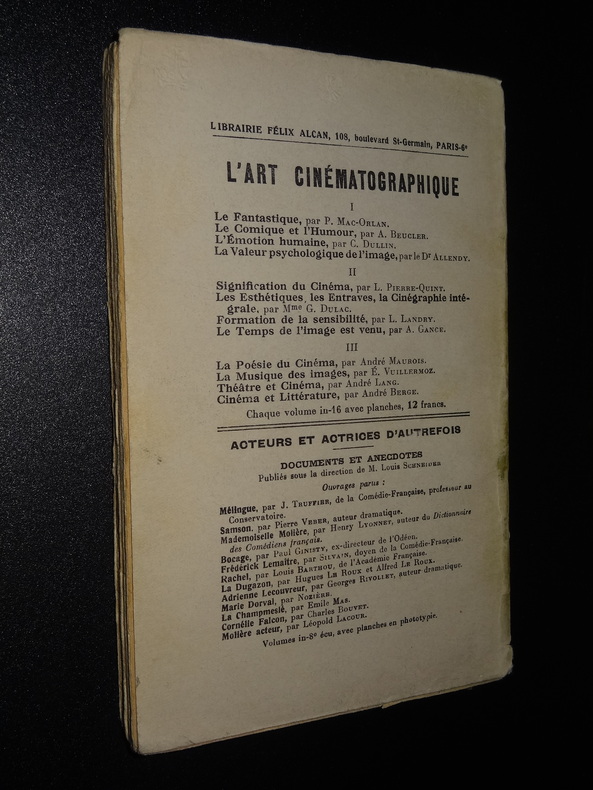 LIBRAIRIE FÉLIX ALCAN, 108, boulevard St-Germain, PARIS-6e
L'ART CINÉMATOGRAPHIQUE
I
Le Fantastique, par P. Mac-Orlan.
Le Comique et l'Humour, par A. Beucler.
L'Émotion humaine, par C. Dullin.
La Valeur psychologique de l'image, par le Dr Allendy.
II
Signification du Cinéma, par L. Pierre-Quint.
Les Esthétiques, les Entraves, la Cinégraphie inté-
grale, par Mme G. Dulac.
Formation de la sensibilité, par L. Landry.
Le Temps de l'image est venu, par A. Gance.
III
La Poésie du Cinéma, par André Maurois.
La Musique des images, par É. Vuillermoz.
Théâtre et Cinéma, par André Lang.
Cinéma et Littérature, par André Berge.
Chaque volume in-16 avec planches, 12 francs.
ACTEURS ET ACTRICES D'AUTREFOIS
DOCUMENTS ET ANECDOTES
Publiés sous la direction de M. Louis Schneider
Ouvrages parus :
Mélingue, par J. Truffier, de la Comédie-Française, professeur au
Conservatoire.
Samson, par Pierre Veber, auteur dramatique.
Mademoiselle Molière, par Henry Lyonnet, auteur du Dictionnaire
des Comédiens français.
Bocage, par Paul Ginisty, ex-directeur de l'Odéon.
Frédérick Lemaître, par Silvain, doyen de la Comédie-Française.
Rachel, par Louis Barthou, de l'Académie Française.
La Dugazon, par Hugues Le Roux et Alfred Le Roux.
Adrienne Lecouvreur, par Georges Rivollet, auteur dramatique.
Marie Dorval, par Nozière.
La Champmeslé, par Emile Mas.
Cornélie Falcon, par Charles Bouvet.
Molière acteur, par Léopold Lacour.
Volumes in-8e écu, avec planches en phototypie.